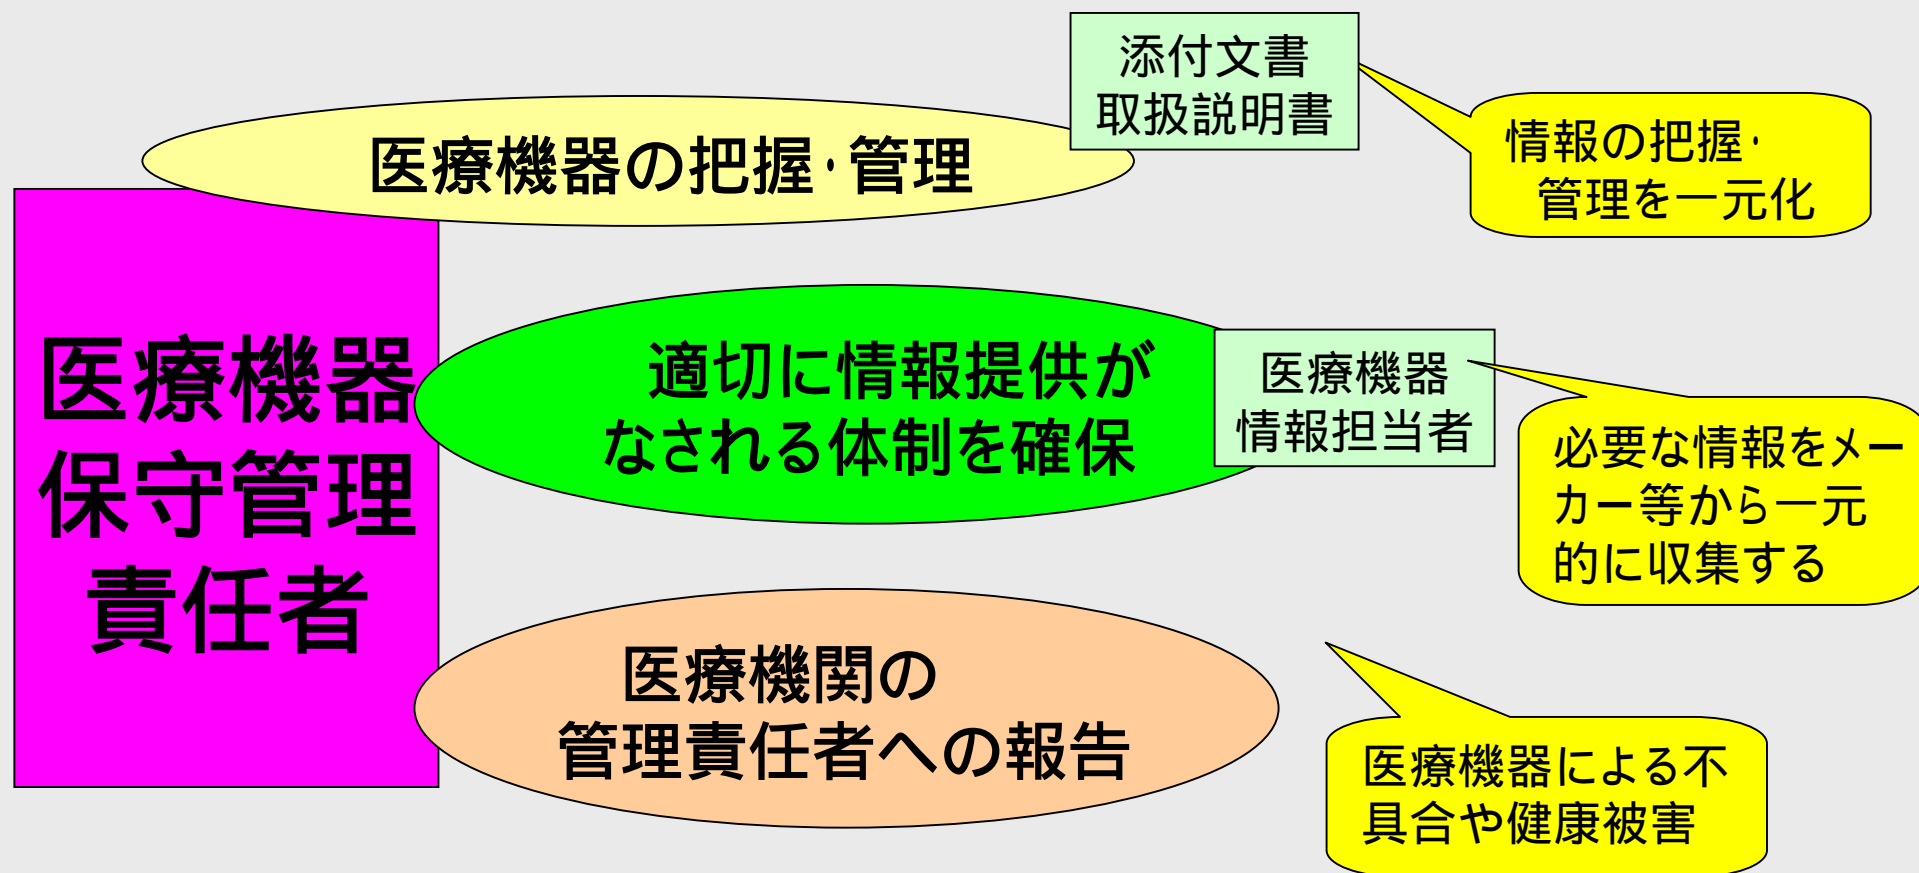 添付文書
取扱説明書
情報の把握・
管理を一元化
医療機器の把握・管理
医療機器
保守管理
責任者
適切に情報提供が
なされる体制を確保
医療機器
情報担当者
必要な情報をメー
カー等から一元
的に収集する
医療機関の
管理責任者への報告
医療機器による不
具合や健康被害